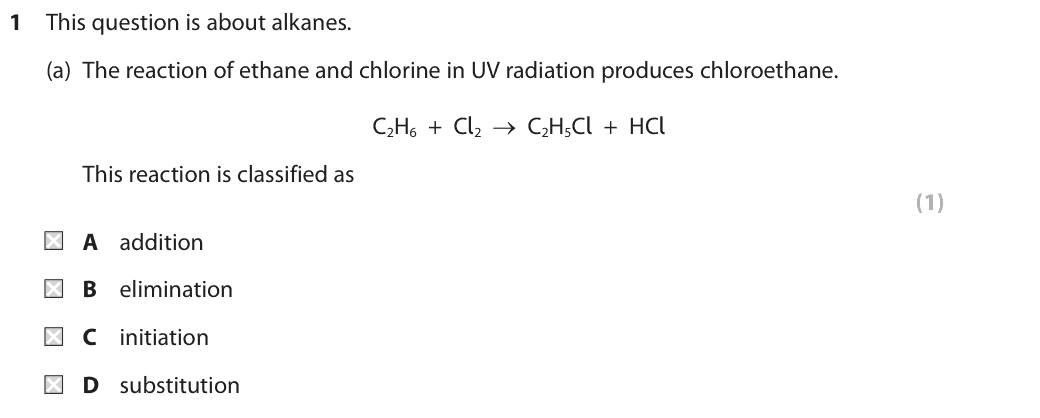 1 This question is about alkanes.
(a) The reaction of ethane and chlorine in UV radiation produces chloroethane.
C₂H₆ + Cl₂ → C₂H₅Cl + HCl
This reaction is classified as
(1)
A addition
B elimination
C initiation
D substitution